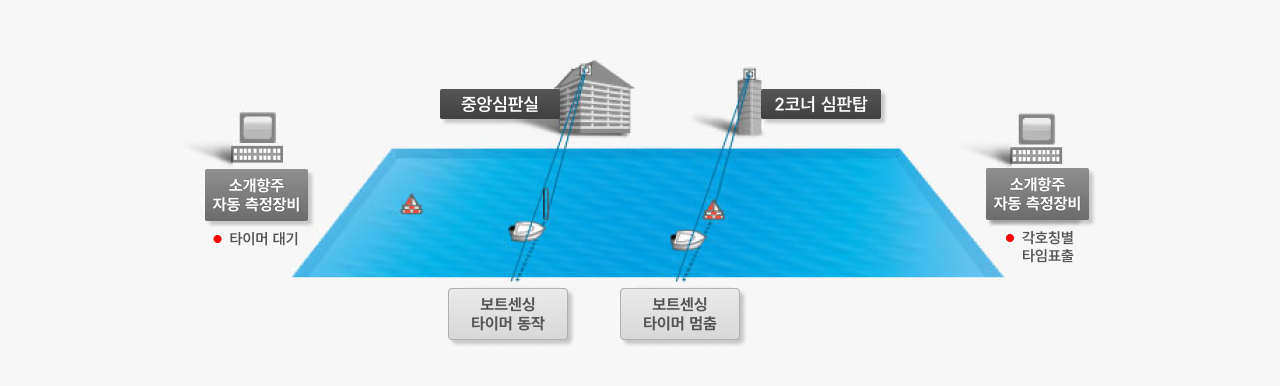 중앙심판실
2코너 심판탑
소개항주
자동 측정장비
타이머 대기
소개항주
자동 측정장비
각호칭별
타임표출
보트센싱
타이머 동작
보트센싱
타이머 멈춤